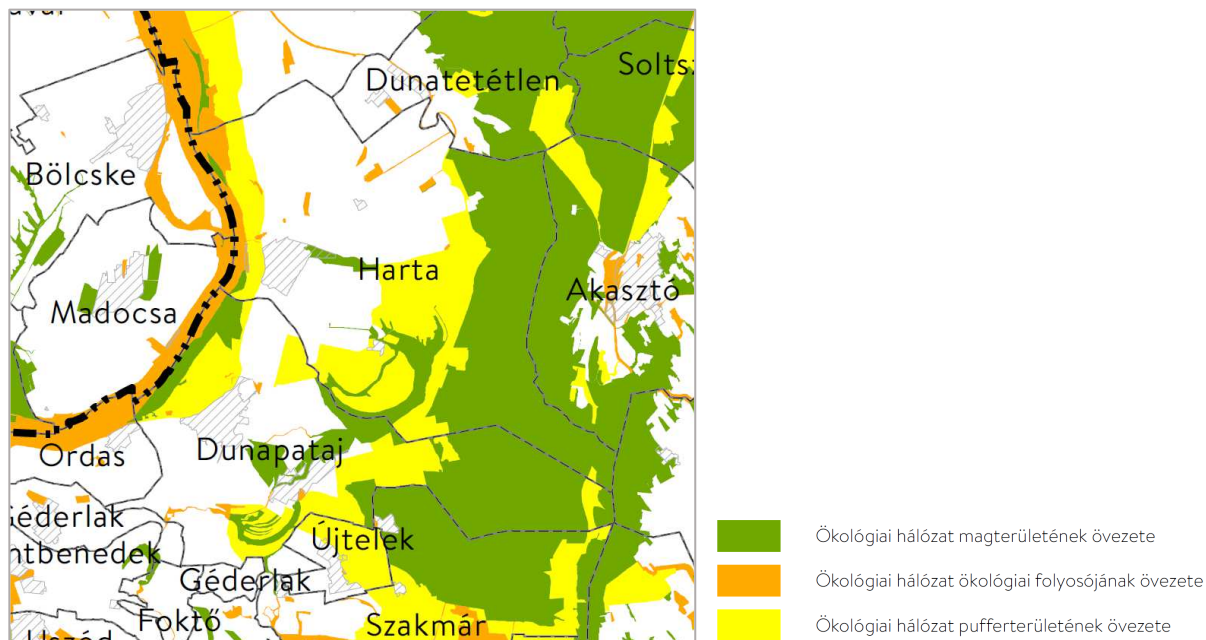 Dunatetétlen
Bölcske
Harta
Akasztó
Madocsa
Dunapataj
Ordas
Újtelek
Géderlak
Foktő
Szakmár
Ökológiai hálózat magterületének övezete
Ökológiai hálózat ökológiai folyosójának övezete
Ökológiai hálózat pufferterületének övezete